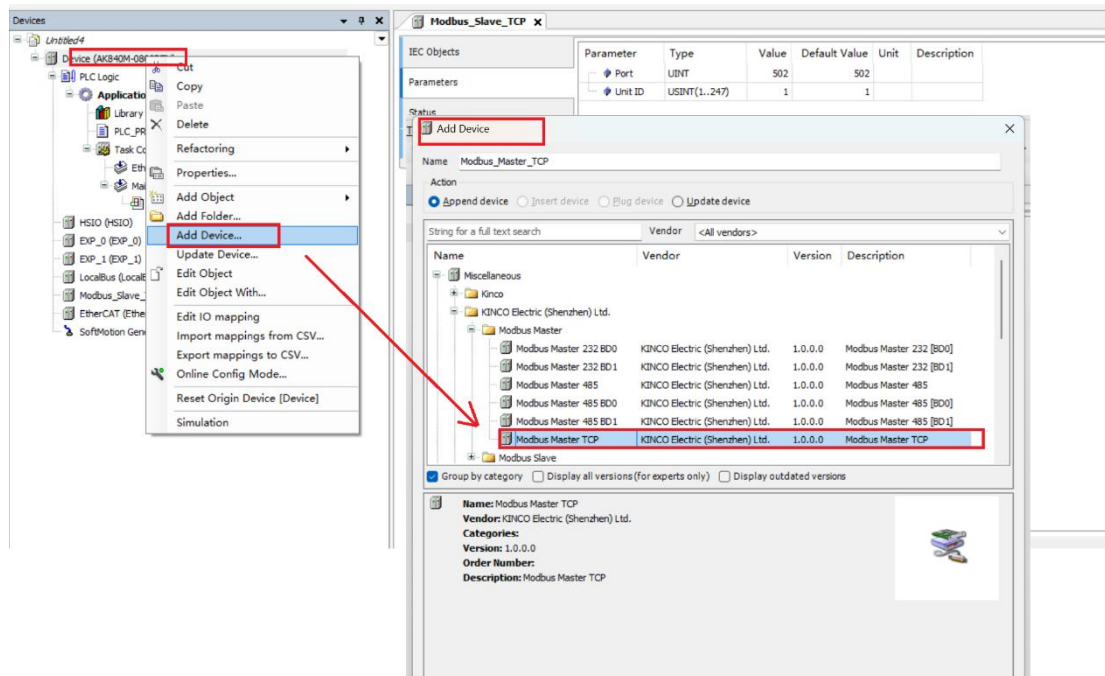 Devices
Untitled4
Device (AK840M-08
PLC Logic
Applicatio
Library
PLC_PR
Task Co
Eth
Mai
HSIO (HSIO)
EXP_0 (EXP_0)
EXP_1 (EXP_1)
LocalBus (LocalB
Modbus_Slave_
EtherCAT (Ethe
SoftMotion Gen
Cut
Copy
Paste
Delete
Refactoring
Properties...
Add Object
Add Folder...
Add Device...
Update Device...
Edit Object
Edit Object With...
Edit IO mapping
Import mappings from CSV...
Export mappings to CSV...
Online Config Mode...
Reset Origin Device [Device]
Simulation
Modbus_Slave_TCP
IEC Objects
Parameters
Status
Parameter Type Value Default Value Unit Description
Port UINT 502 502
Unit ID USINT(1..247) 1 1
Add Device
Name Modbus_Master_TCP
Action
Append device Insert device Plug device Update device
String for a full text search Vendor <All vendors>
Name Vendor Version Description
Miscellaneous
Kinco
KINCO Electric (Shenzhen) Ltd.
Modbus Master
Modbus Master 232 BD0 KINCO Electric (Shenzhen) Ltd. 1.0.0.0 Modbus Master 232 [BD0]
Modbus Master 232 BD1 KINCO Electric (Shenzhen) Ltd. 1.0.0.0 Modbus Master 232 [BD1]
Modbus Master 485 KINCO Electric (Shenzhen) Ltd. 1.0.0.0 Modbus Master 485
Modbus Master 485 BD0 KINCO Electric (Shenzhen) Ltd. 1.0.0.0 Modbus Master 485 [BD0]
Modbus Master 485 BD1 KINCO Electric (Shenzhen) Ltd. 1.0.0.0 Modbus Master 485 [BD1]
Modbus Master TCP KINCO Electric (Shenzhen) Ltd. 1.0.0.0 Modbus Master TCP
Modbus Slave
Group by category Display all versions (for experts only) Display outdated versions
Name: Modbus Master TCP
Vendor: KINCO Electric (Shenzhen) Ltd.
Categories:
Version: 1.0.0.0
Order Number:
Description: Modbus Master TCP